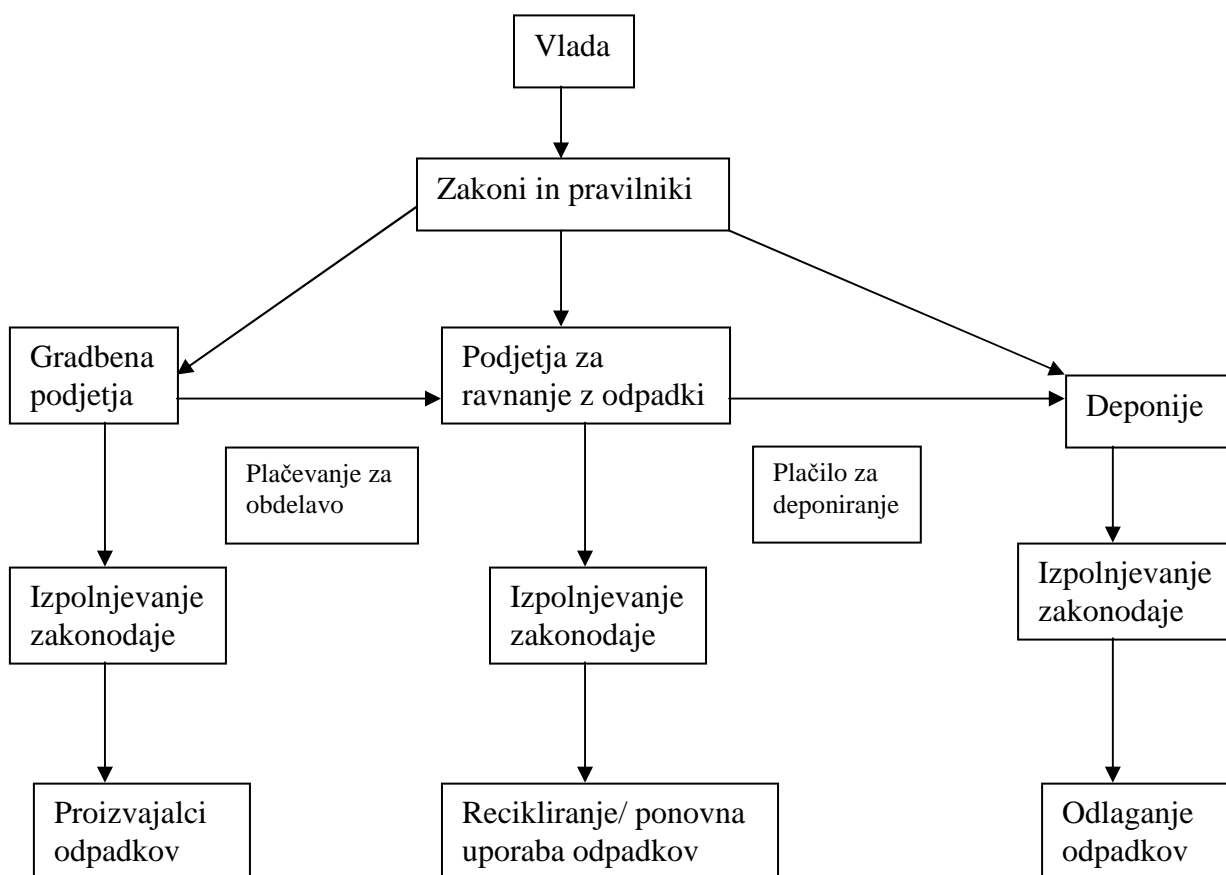 Vlada
Zakoni in pravilniki
Gradbena
podjetja
Podjetja za
ravnanje z odpadki
Deponije
Plačevanje za
obdelavo
Plačilo za
deponiranje
Izpolnjevanje
zakonodaje
Izpolnjevanje
zakonodaje
Izpolnjevanje
zakonodaje
Proizvajalci
odpadkov
Recikliranje/ ponovna
uporaba odpadkov
Odlaganje
odpadkov